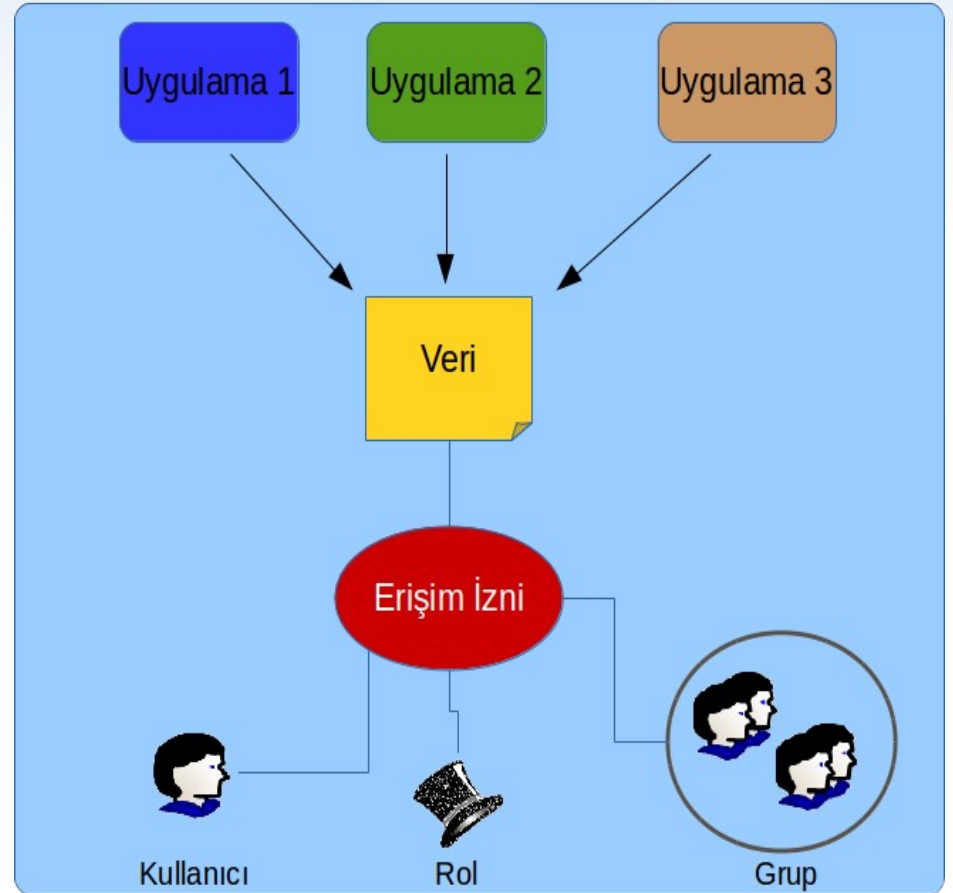 Uygulama 1
Uygulama 2
Uygulama 3
Veri
Erişim İzni
Kullanıcı
Rol
Grup